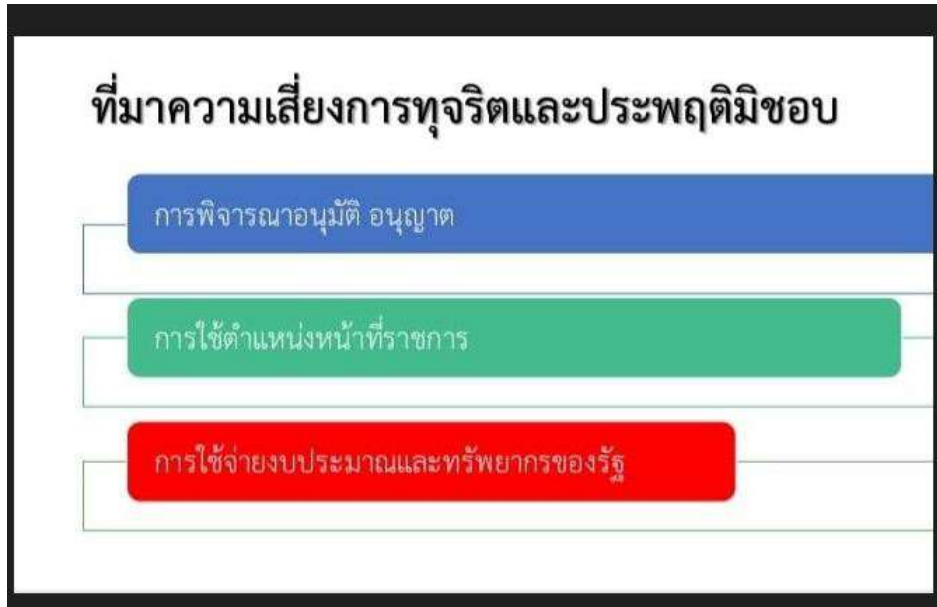 ที่มาความเสี่ยงการทุจริตและประพฤติมิชอบ
การพิจารณาอนุมัติ อนุญาต
การใช้ตำแหน่งหน้าที่ราชการ
การใช้จ่ายงบประมาณและทรัพยากรของรัฐ